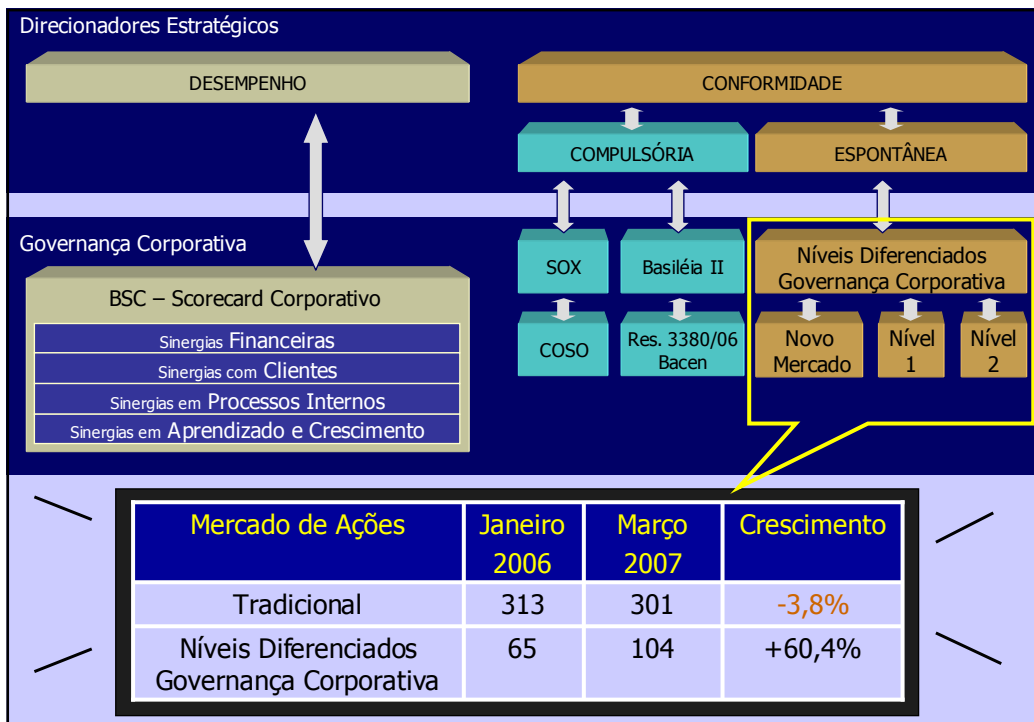 Direcionadores Estratégicos
DESEMPENHO
CONFORMIDADE
COMPULSÓRIA
ESPONTÂNEA
Governança Corporativa
BSC – Scorecard Corporativo
Sinergias Financeiras
Sinergias com Clientes
Sinergias em Processos Internos
Sinergias em Aprendizado e Crescimento
SOX
Basiléia II
Níveis Diferenciados
Governança Corporativa
COSO
Res. 3380/06
Bacen
Novo
Mercado
Nível
1
Nível
2
Mercado de Ações
Janeiro
2006
Março
2007
Crescimento
Tradicional
313
301
-3,8%
Níveis Diferenciados
Governança Corporativa
65
104
+60,4%